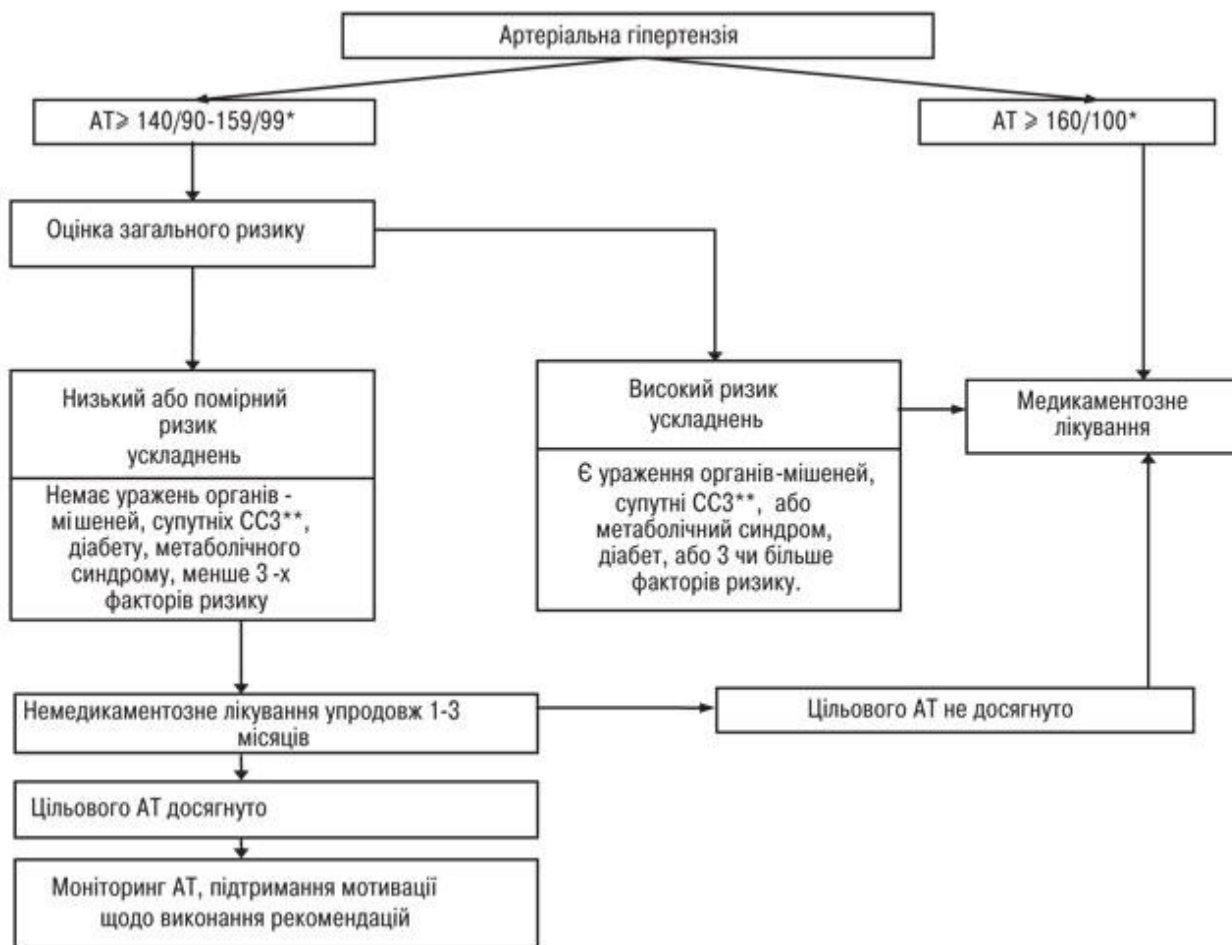 Артеріальна гіпертензія
АТ⩾ 140/90-159/99*
АТ ⩾ 160/100*
Оцінка загального ризику
Низький або помірний
ризик
ускладнень
Немає уражень органів -
мішеней, супутніх ССЗ**,
діабету, метаболічного
синдрому, менше 3 -х
факторів ризику
Високий ризик
ускладнень
Є ураження органів-мішеней,
супутні ССЗ**, або
метаболічний синдром,
діабет, або 3 чи більше
факторів ризику.
Медикаментозне
лікування
Немедикаментозне лікування упродовж 1-3
місяців
Цільового АТ не досягнуто
Цільового АТ досягнуто
Моніторинг АТ, підтримання мотивації
щодо виконання рекомендацій